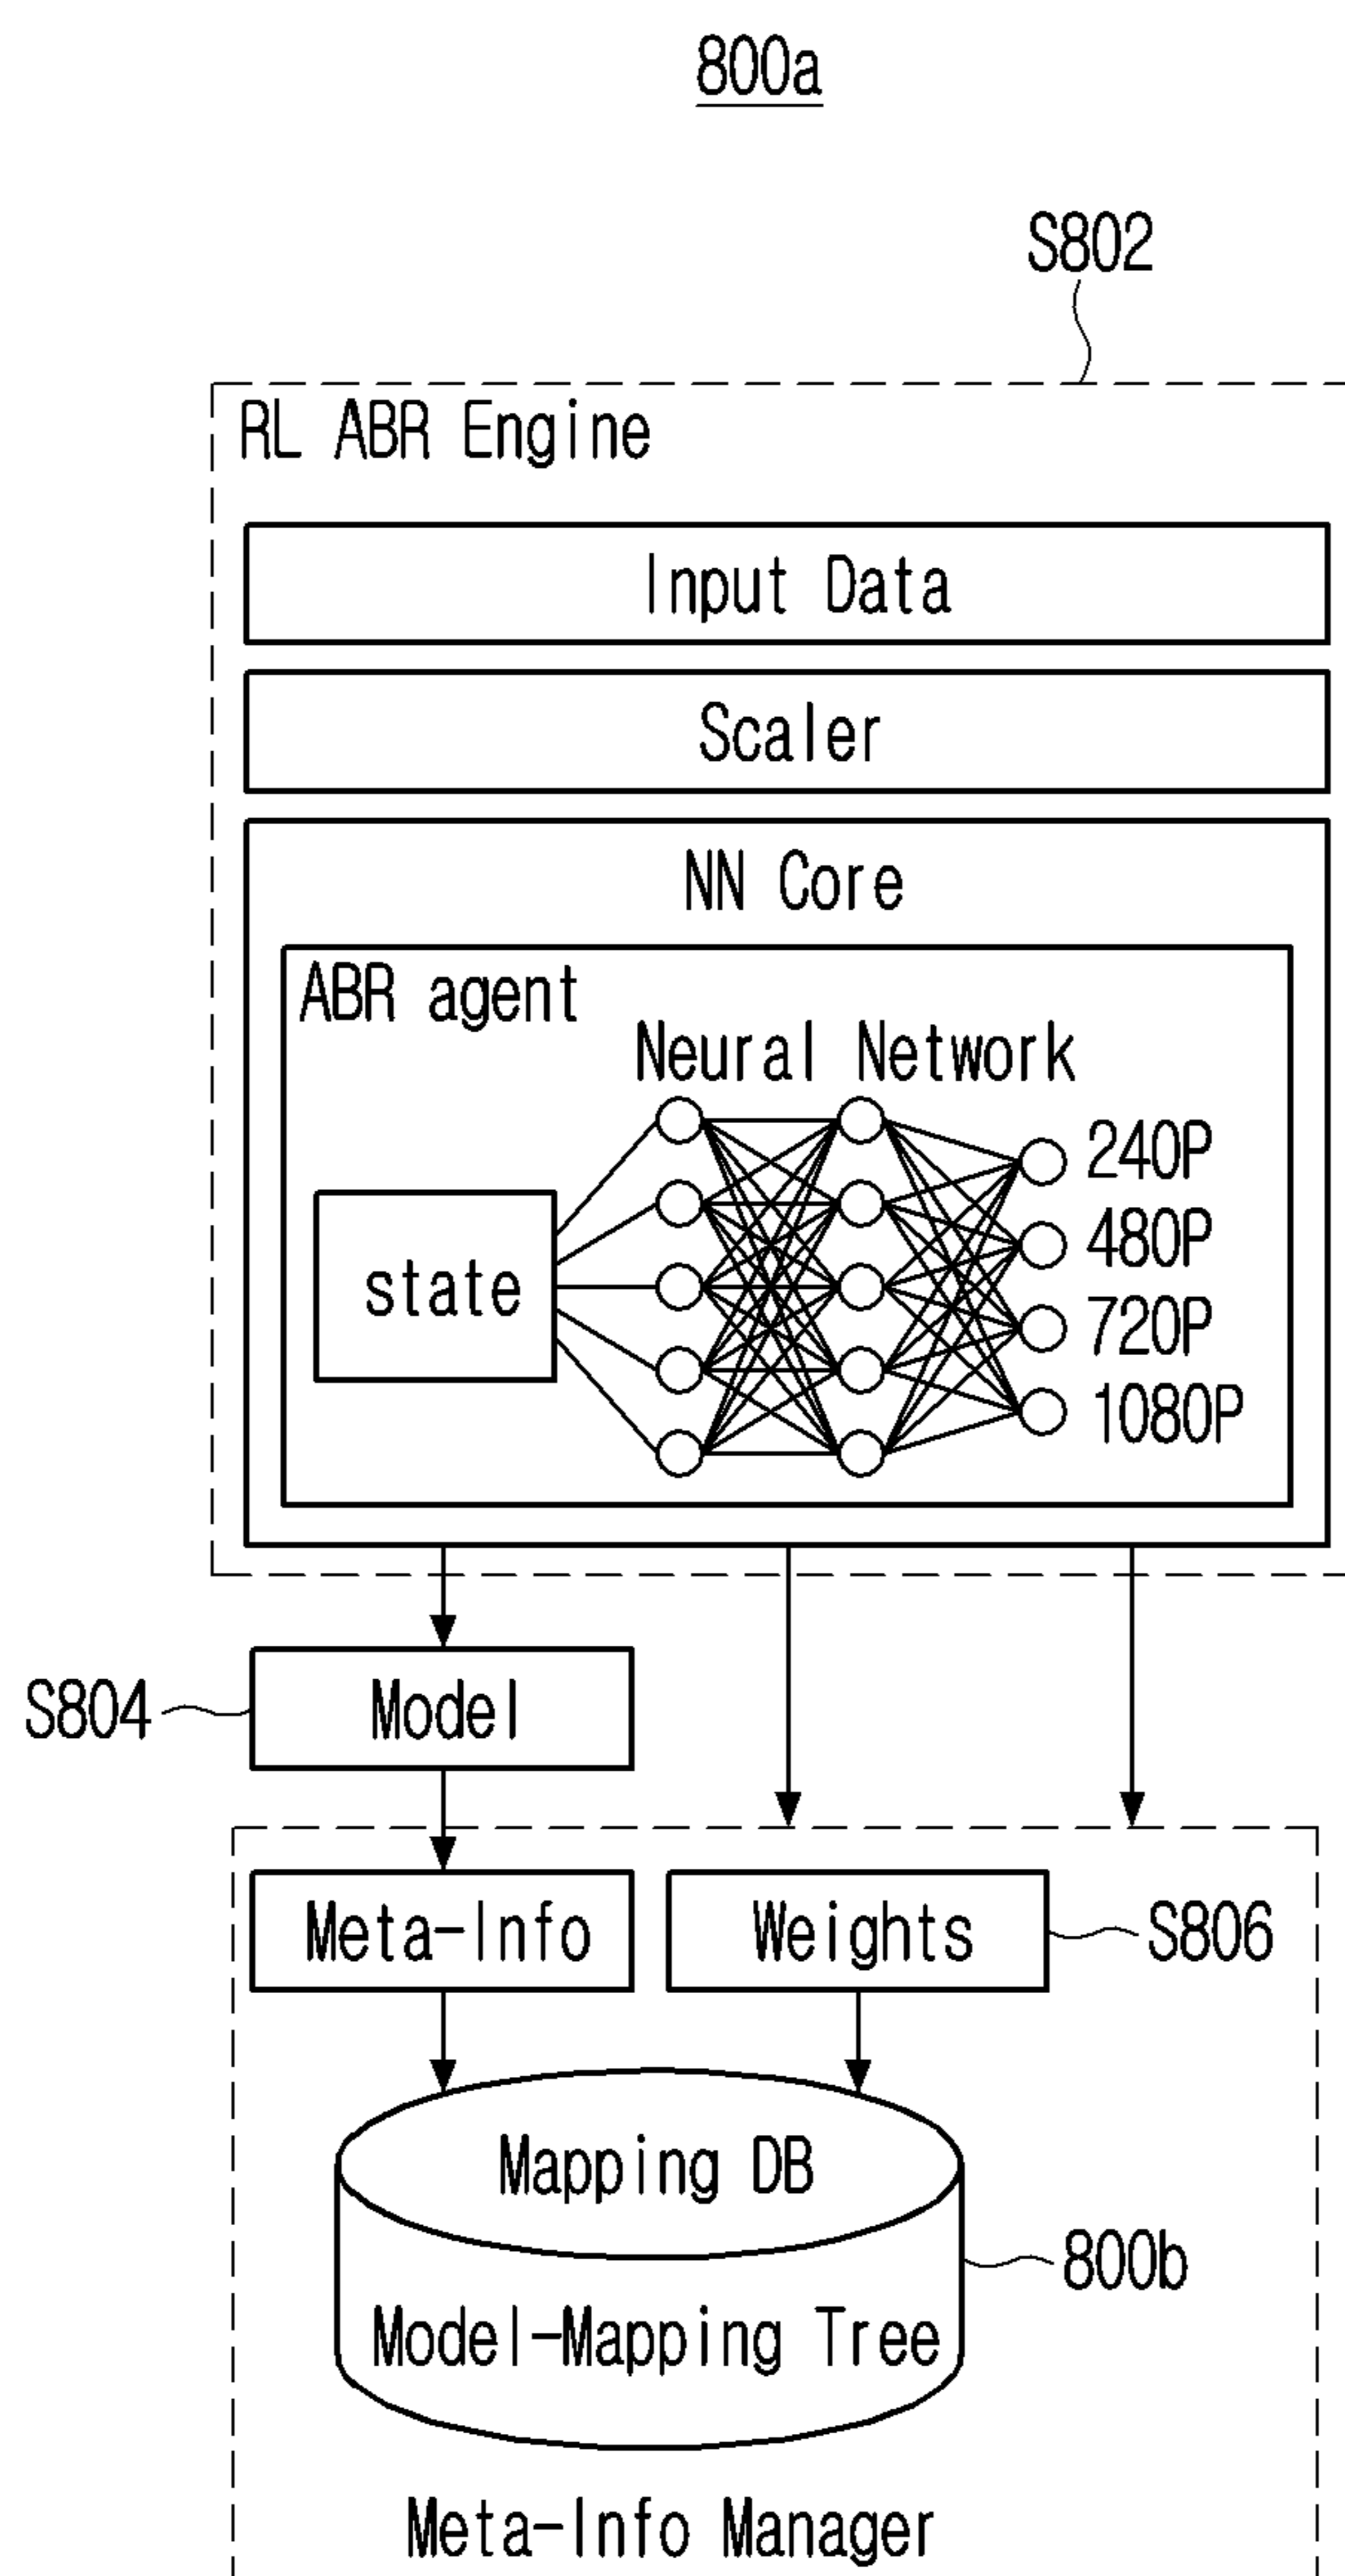 800a
S802
RL ABR Engine
Input Data
Scaler
NN Core
ABR agent
Neural Network
state
240P
480P
720P
1080P
S804
Model
Meta-Info
Weights
S806
Mapping DB
800b
Model-Mapping Tree
Meta-Info Manager